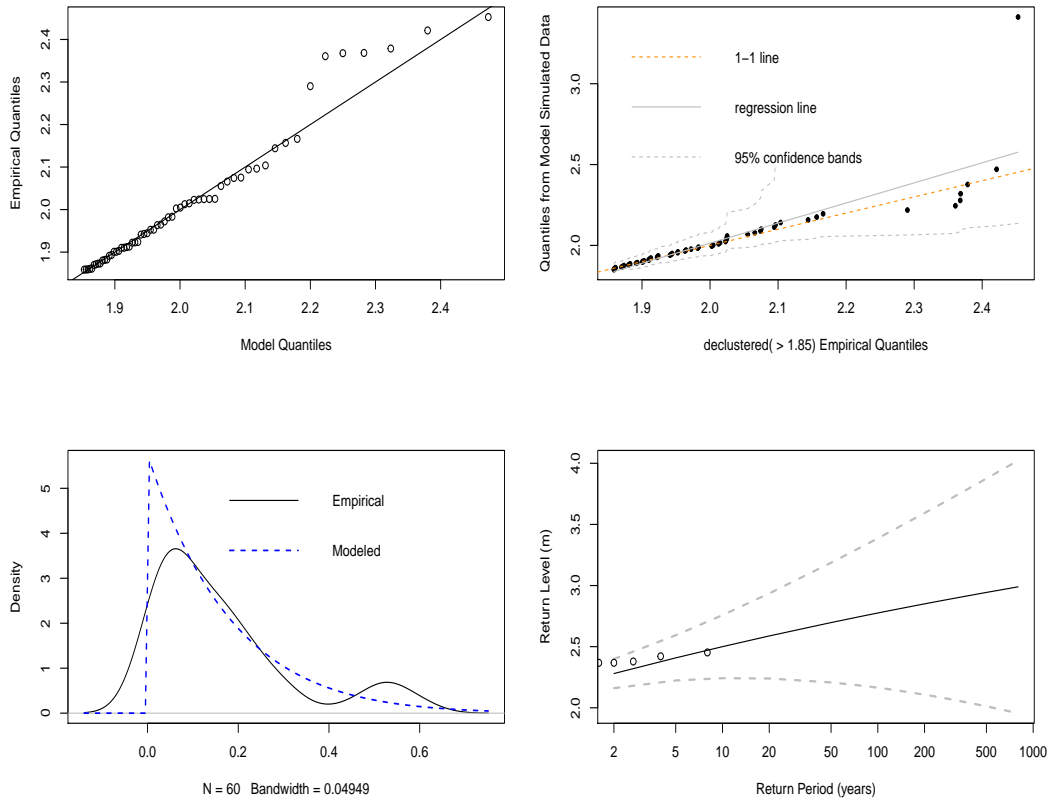 Empirical Quantiles
1.9 2.0 2.1 2.2 2.3 2.4
1.9 2.0 2.1 2.2 2.3 2.4
Model Quantiles
Quantiles from Model Simulated Data
2.0 2.5 3.0
1−1 line
regression line
95% confidence bands
1.9 2.0 2.1 2.2 2.3 2.4
declustered( > 1.85) Empirical Quantiles
Density
0 1 2 3 4 5
Empirical
Modeled
0.0 0.2 0.4 0.6
N = 60 Bandwidth = 0.04949
Return Level (m)
2.0 2.5 3.0 3.5 4.0
2 5 10 20 50 100 200 500 1000
Return Period (years)